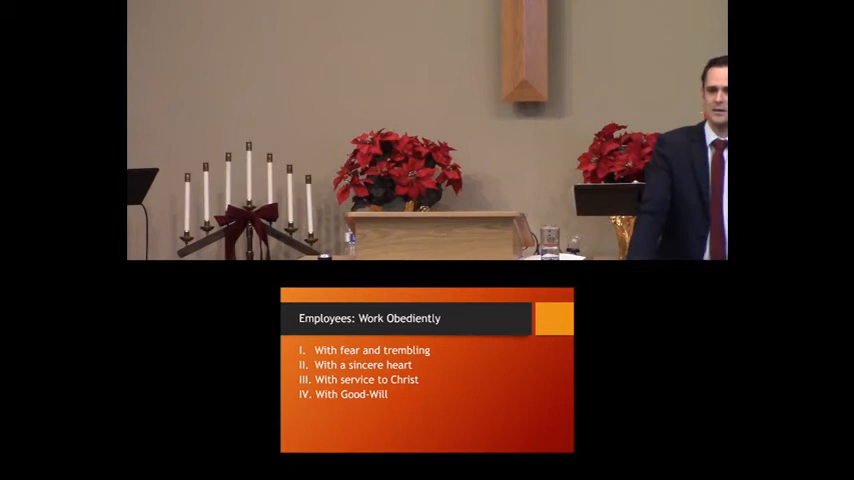 Employees: Work Obediently
I. With fear and trembling
II. With a sincere heart
III. With service to Christ
IV. With Good-Will